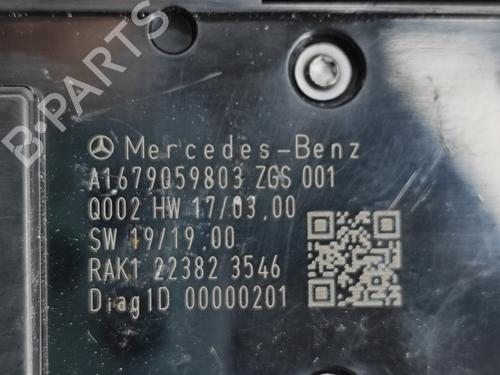 B-PARTS
Mercedes-Benz
A1679059803 ZGS 001
Q002 HW 17/03.00
SW 19/19.00
RAK1 22382 3546
DiagID 00000201